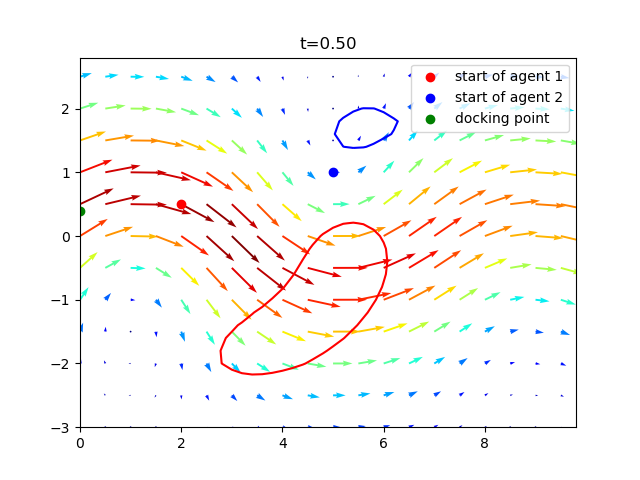 t=0.50
start of agent 1
start of agent 2
docking point
2
1
0
−1
−2
−3
0 2 4 6 8